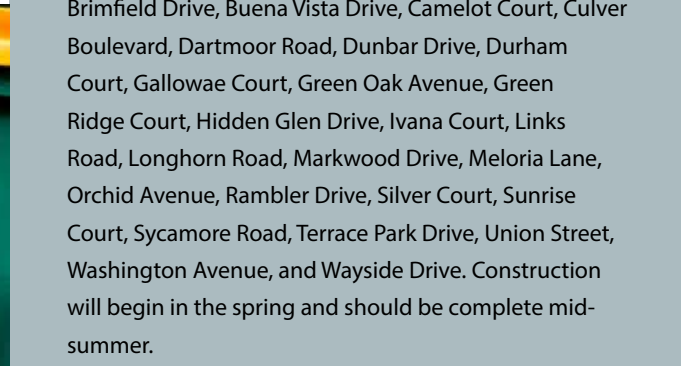 Brimfield Drive, Buena Vista Drive, Camelot Court, Culver
Boulevard, Dartmoor Road, Dunbar Drive, Durham
Court, Gallowae Court, Green Oak Avenue, Green
Ridge Court, Hidden Glen Drive, Ivana Court, Links
Road, Longhorn Road, Markwood Drive, Meloria Lane,
Orchid Avenue, Rambler Drive, Silver Court, Sunrise
Court, Sycamore Road, Terrace Park Drive, Union Street,
Washington Avenue, and Wayside Drive. Construction
will begin in the spring and should be complete mid-
summer.